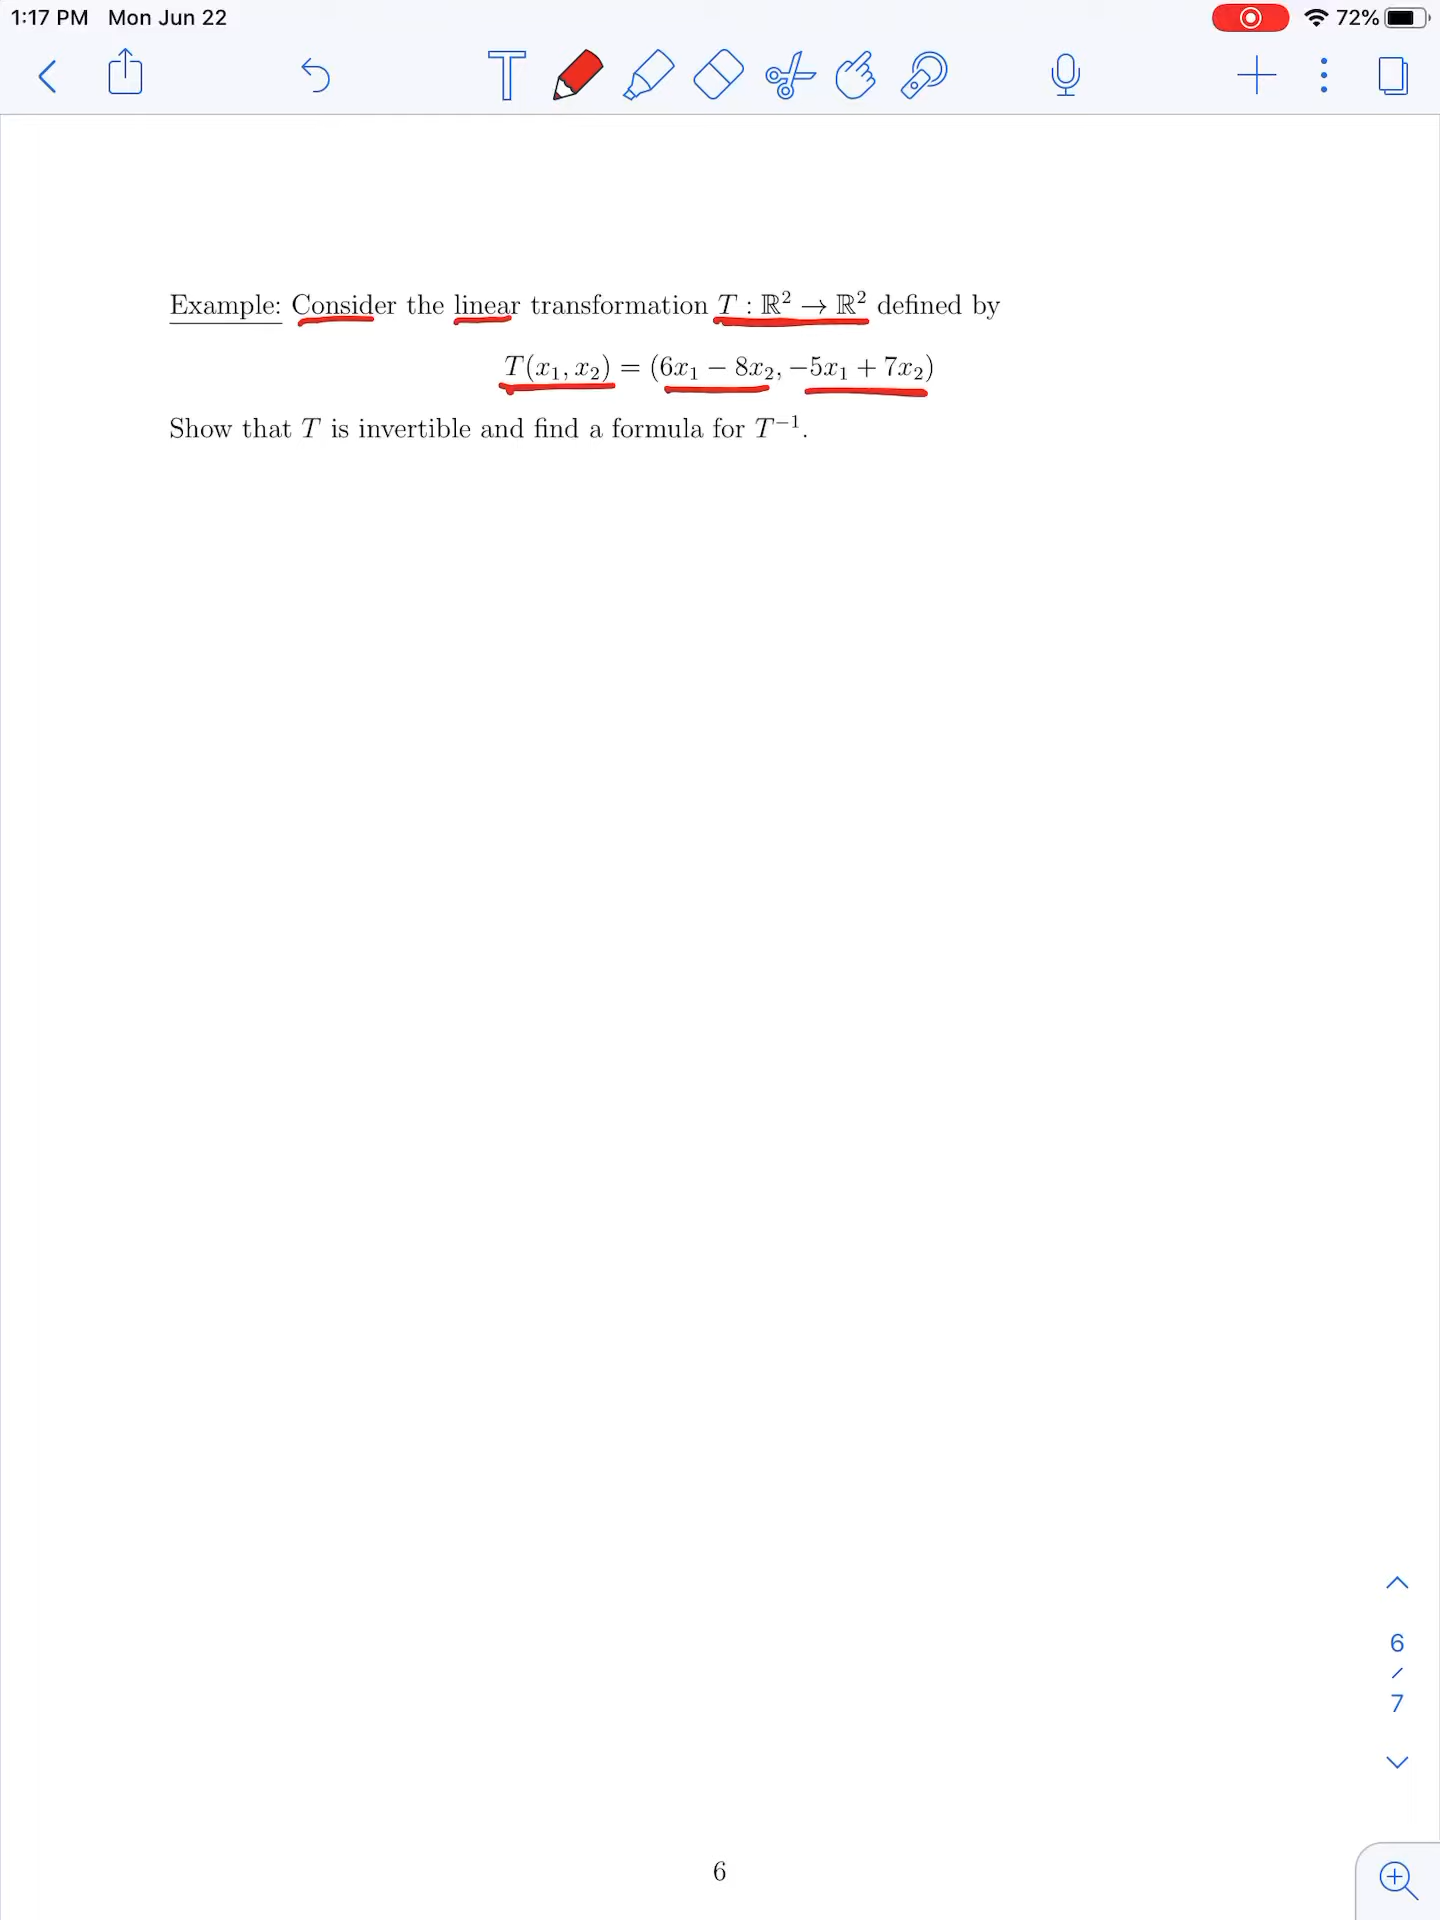 1:17 PM Mon Jun 22 72%
T
Example: Consider the linear transformation T : ℝ² → ℝ² defined by
T(x₁, x₂) = (6x₁ − 8x₂, −5x₁ + 7x₂)
Show that T is invertible and find a formula for T⁻¹.
6
/
7
6